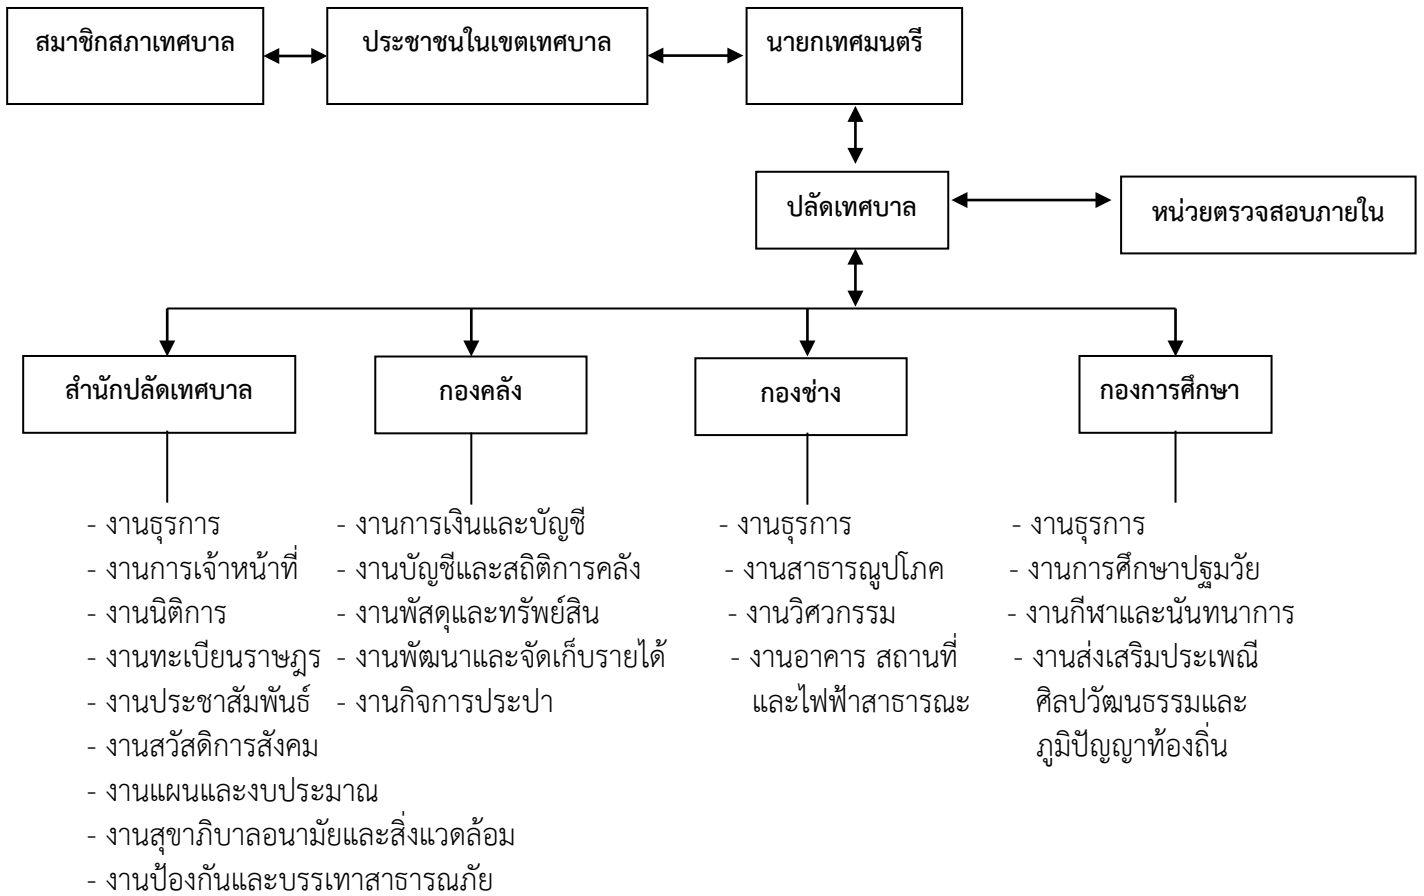 สมาชิกสภาเทศบาล
ประชาชนในเขตเทศบาล
นายกเทศมนตรี
ปลัดเทศบาล
หน่วยตรวจสอบภายใน
สำนักปลัดเทศบาล
กองคลัง
กองช่าง
กองการศึกษา
- งานธุรการ
- งานการเจ้าหน้าที่
- งานนิติการ
- งานทะเบียนราษฎร
- งานประชาสัมพันธ์
- งานสวัสดิการสังคม
- งานแผนและงบประมาณ
- งานสุขาภิบาลอนามัยและสิ่งแวดล้อม
- งานป้องกันและบรรเทาสาธารณภัย
- งานการเงินและบัญชี
- งานบัญชีและสถิติการคลัง
- งานพัสดุและทรัพย์สิน
- งานพัฒนาและจัดเก็บรายได้
- งานกิจการประปา
- งานธุรการ
- งานสาธารณูปโภค
- งานวิศวกรรม
- งานอาคาร สถานที่
และไฟฟ้าสาธารณะ
- งานธุรการ
- งานการศึกษาปฐมวัย
- งานกีฬาและนันทนาการ
- งานส่งเสริมประเพณี
ศิลปวัฒนธรรมและ
ภูมิปัญญาท้องถิ่น